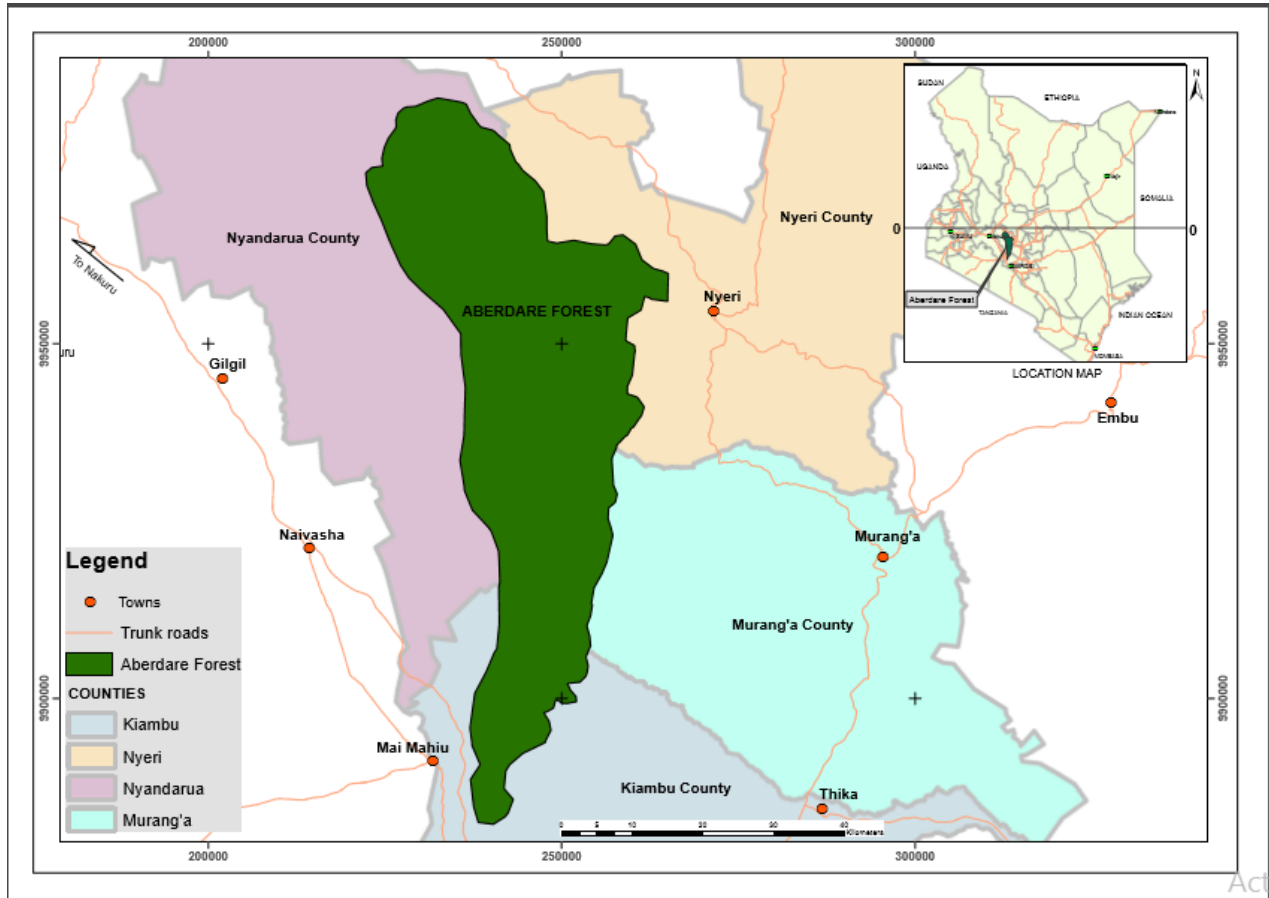 200000
250000
300000
SUDAN
ETHIOPIA
N
UGANDA
SOMALIA
0
0
Aberdare Forest
TANZANIA
INDIAN OCEAN
MOMBASA
LOCATION MAP
Nyandarua County
Nyeri County
To Nakuru
Nyeri
ABERDARE FOREST
9950000
9950000
uru
Gilgil
Embu
Naivasha
Murang'a
Murang'a County
Legend
Towns
Trunk roads
Aberdare Forest
COUNTIES
Kiambu
Nyeri
Nyandarua
Murang'a
9900000
9900000
Mai Mahiu
Kiambu County
Thika
0 5 10 20 30 40
Kilometers
200000
250000
300000
Act